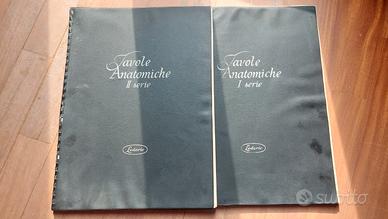 Tavole
Anatomiche
II serie
Lederle
Tavole
Anatomiche
I serie
Lederle
subito